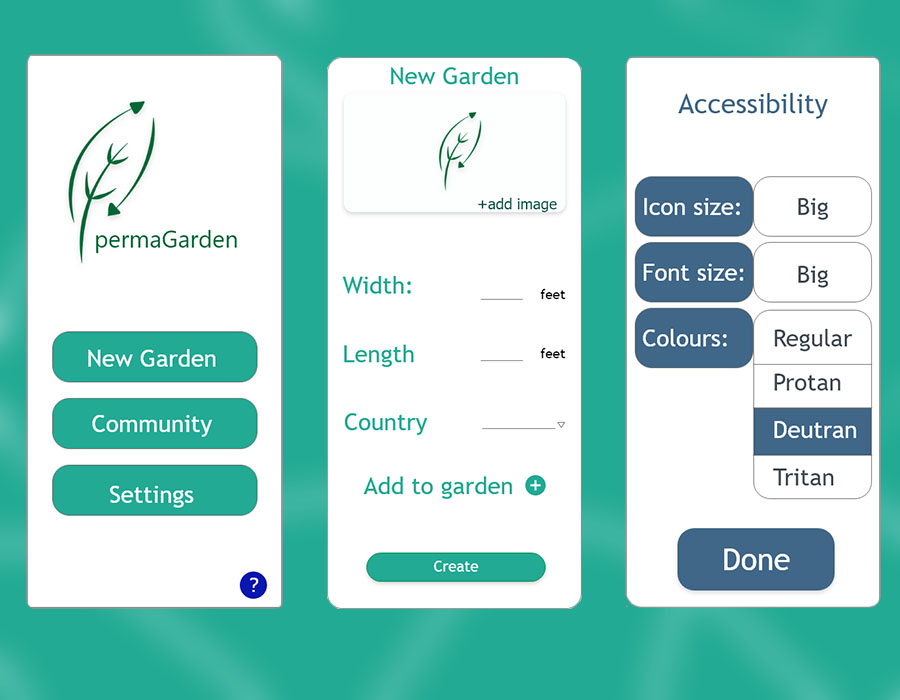 permaGarden
New Garden
Community
Settings
?
New Garden
+add image
Width: feet
Length feet
Country
Add to garden +
Create
Accessibility
Icon size: Big
Font size: Big
Colours: Regular
Protan
Deutran
Tritan
Done